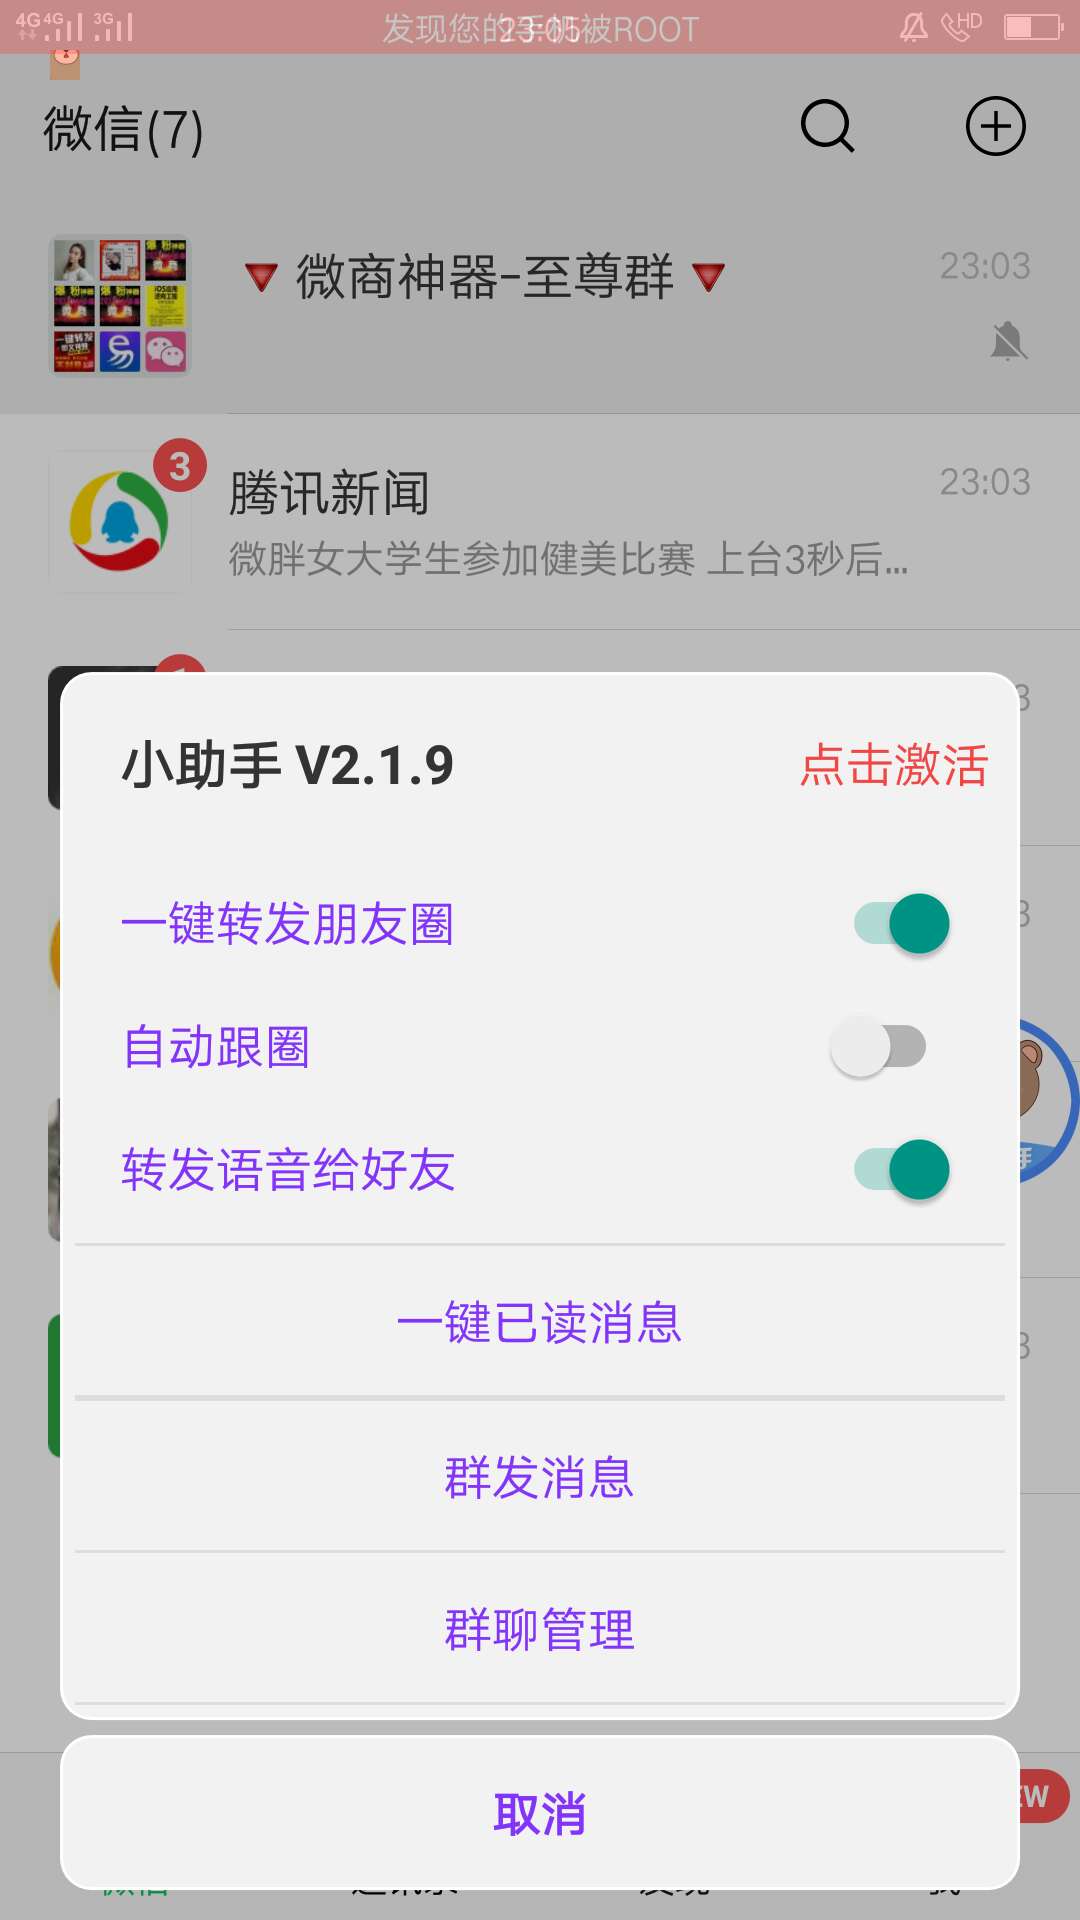 4G 4G 3G 发现您的手机被ROOT 23:05 HD
微信(7)
微商神器-至尊群 23:03
3
腾讯新闻 23:03
微胖女大学生参加健美比赛 上台3秒后...
小助手 V2.1.9 点击激活
一键转发朋友圈
自动跟圈
转发语音给好友
一键已读消息
群发消息
群聊管理
取消